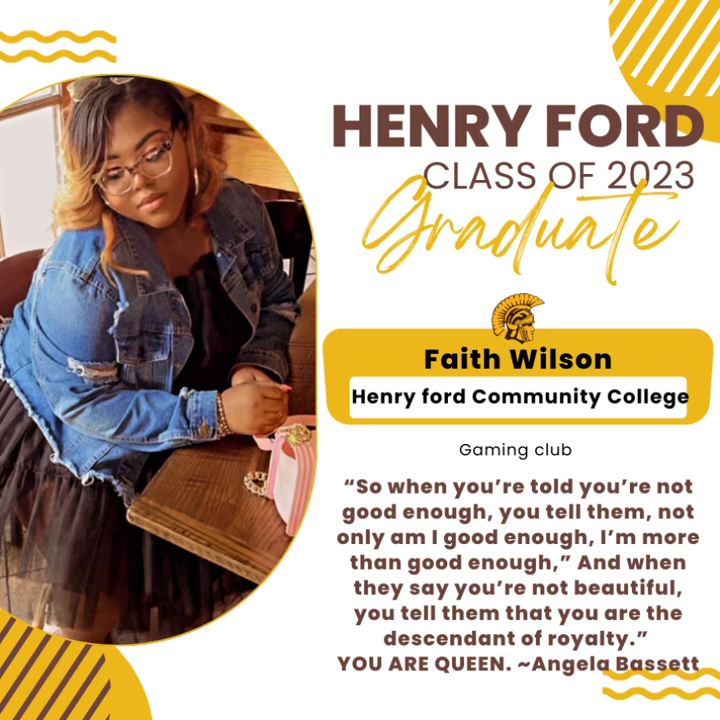 HENRY FORD
CLASS OF 2023
Graduate
Faith Wilson
Henry ford Community College
Gaming club
“So when you’re told you’re not
good enough, you tell them, not
only am I good enough, I’m more
than good enough,” And when
they say you’re not beautiful,
you tell them that you are the
descendant of royalty.”
YOU ARE QUEEN. ~Angela Bassett